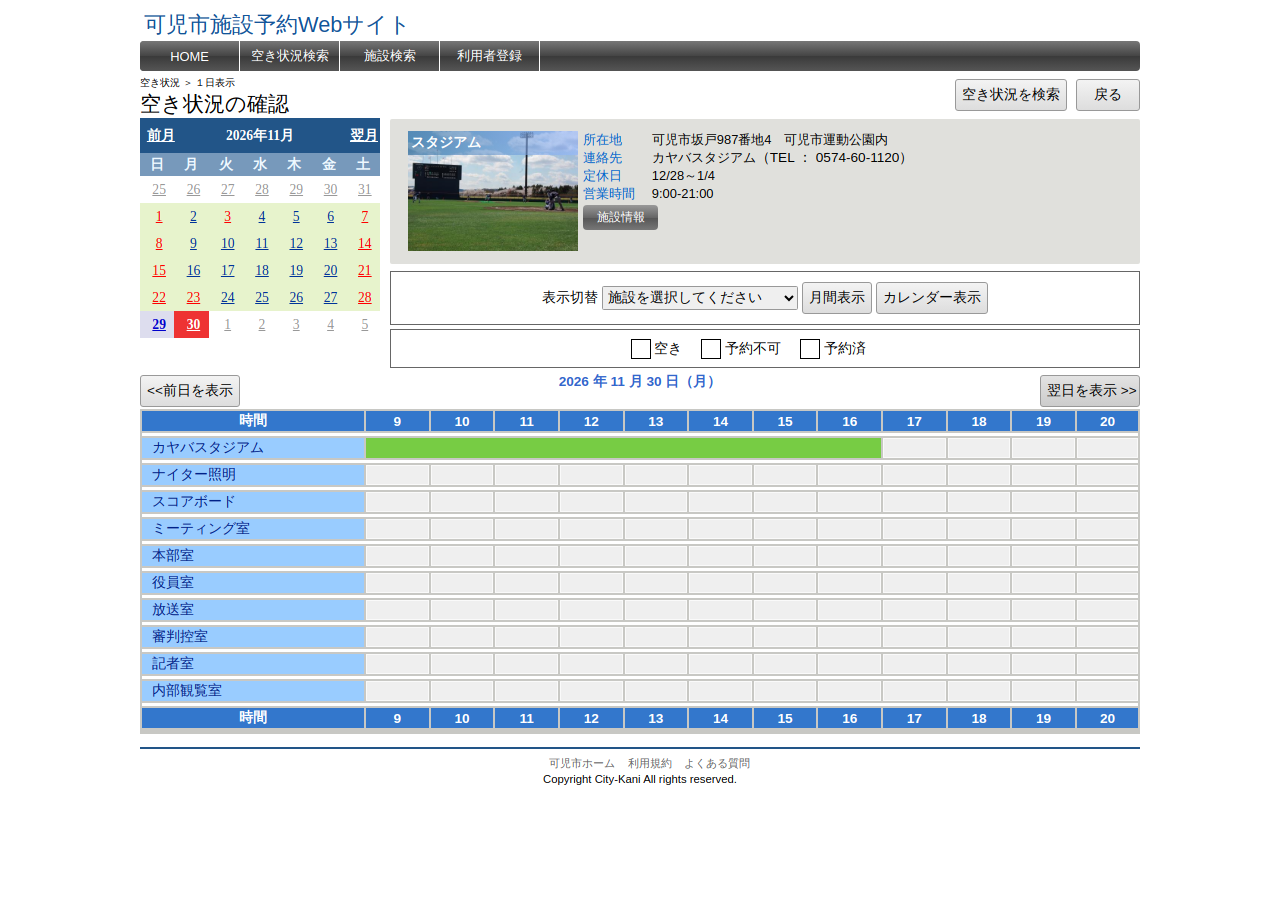 可児市施設予約Webサイト
HOME 空き状況検索 施設検索 利用者登録
空き状況 ＞ １日表示
空き状況の確認
空き状況を検索 戻る
前月 2026年11月 翌月
日 月 火 水 木 金 土
25 26 27 28 29 30 31
1 2 3 4 5 6 7
8 9 10 11 12 13 14
15 16 17 18 19 20 21
22 23 24 25 26 27 28
29 30 1 2 3 4 5
スタジアム
所在地 可児市坂戸987番地4　可児市運動公園内
連絡先 カヤバスタジアム（TEL ： 0574-60-1120）
定休日 12/28～1/4
営業時間 9:00-21:00
施設情報
表示切替 施設を選択してください 月間表示 カレンダー表示
空き 予約不可 予約済
<<前日を表示 2026 年 11 月 30 日（月） 翌日を表示 >>
時間 9 10 11 12 13 14 15 16 17 18 19 20
カヤバスタジアム
ナイター照明
スコアボード
ミーティング室
本部室
役員室
放送室
審判控室
記者室
内部観覧室
時間 9 10 11 12 13 14 15 16 17 18 19 20
可児市ホーム 利用規約 よくある質問
Copyright City-Kani All rights reserved.